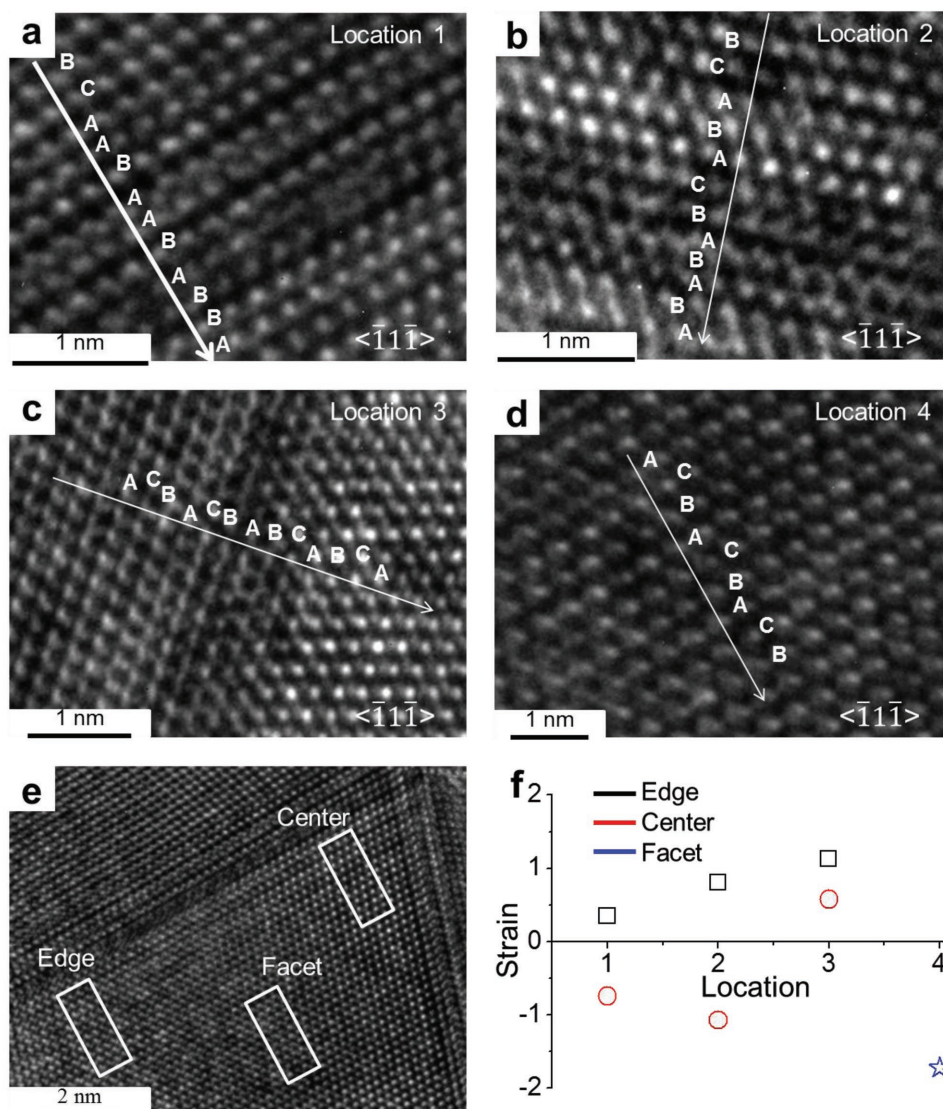 a
Location 1
B
C
A
A
B
A
A
B
A
B
B
A
1 nm
<1̅11̅>
b
Location 2
B
C
A
B
A
C
B
A
B
A
B
A
1 nm
<1̅11̅>
c
Location 3
A
C
B
A
C
B
A
B
C
A
B
C
A
1 nm
<1̅11̅>
d
Location 4
A
C
B
A
C
B
A
C
B
1 nm
<1̅11̅>
e
Center
Edge
Facet
2 nm
f
Edge
Center
Facet
Strain
2
1
0
-1
-2
1
2
3
4
Location